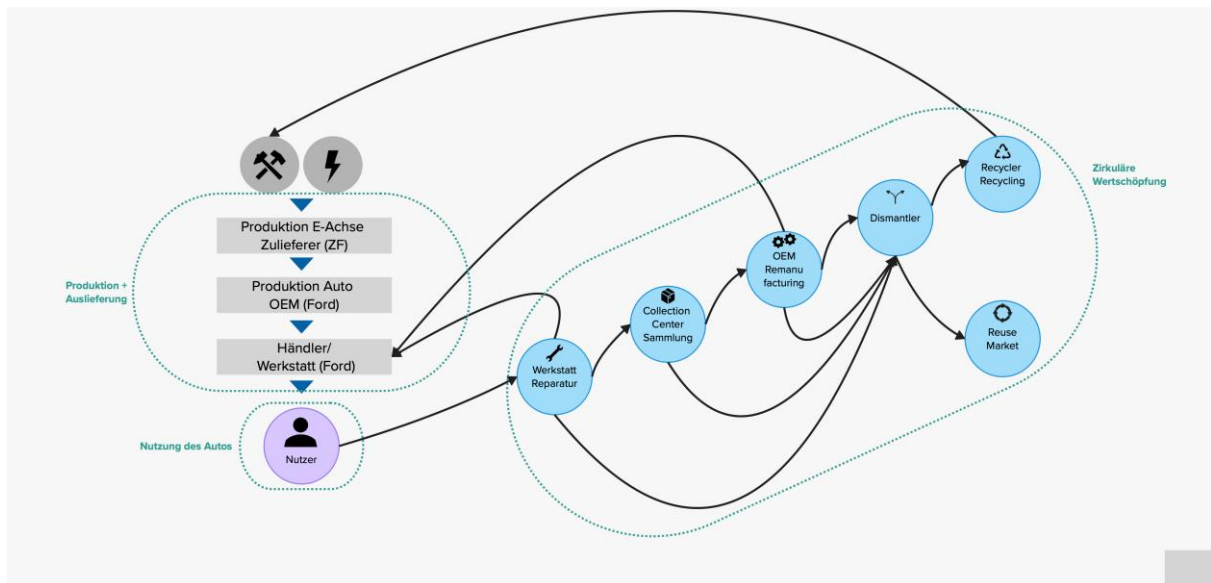 Produktion +
Auslieferung
Produktion E-Achse
Zulieferer (ZF)
Produktion Auto
OEM (Ford)
Händler/
Werkstatt (Ford)
Nutzung des Autos
Nutzer
Werkstatt
Reparatur
Collection
Center
Sammlung
OEM
Remanu
facturing
Dismantler
Recycler
Recycling
Reuse
Market
Zirkuläre
Wertschöpfung